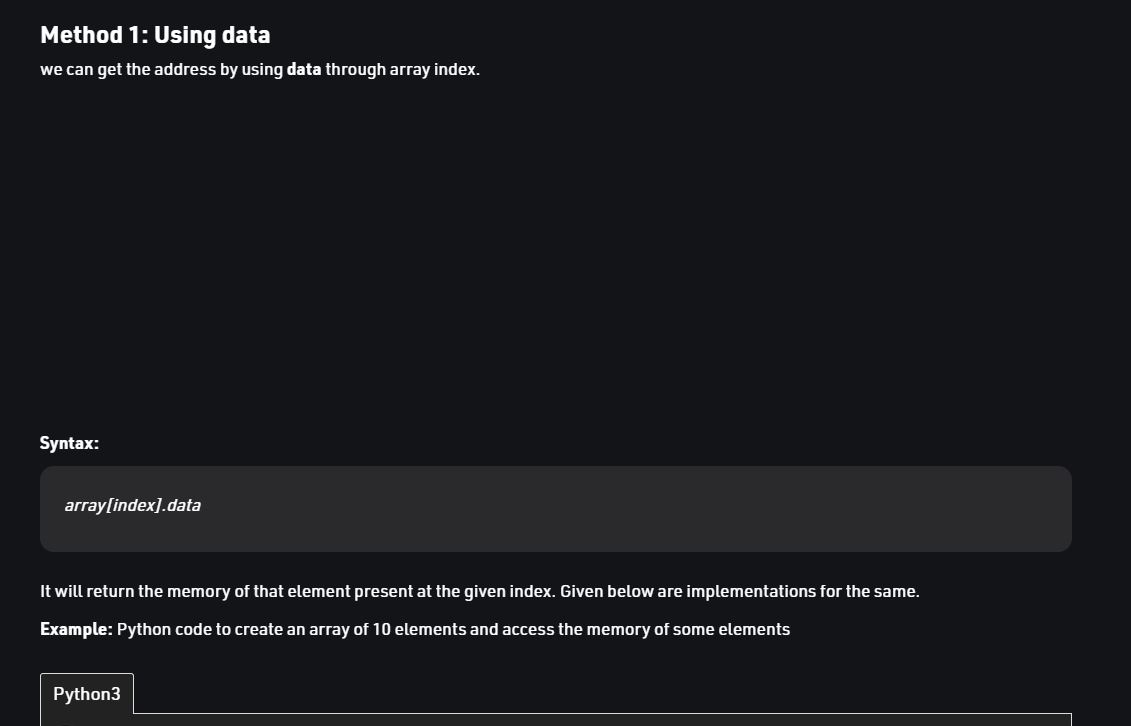 Method 1: Using data
we can get the address by using data through array index.
Syntax:
array[index].data
It will return the memory of that element present at the given index. Given below are implementations for the same.
Example: Python code to create an array of 10 elements and access the memory of some elements
Python3